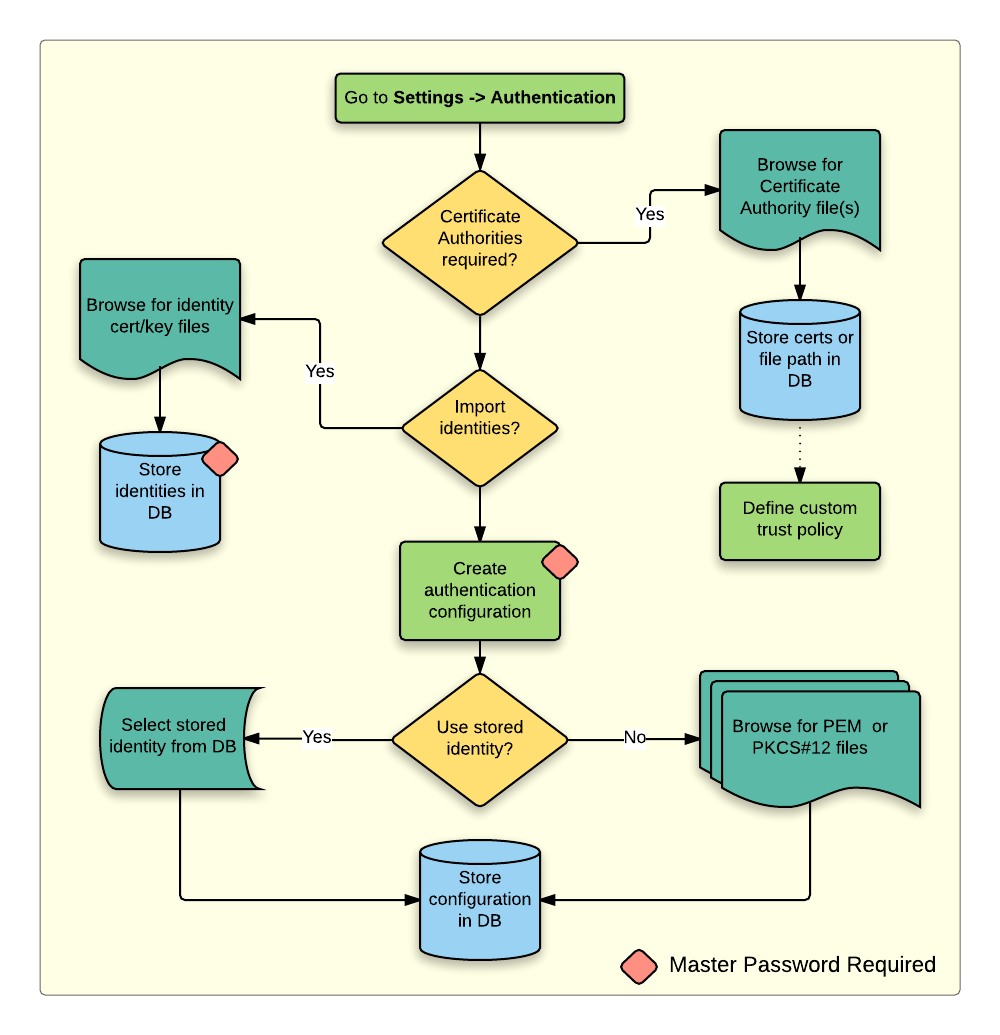 Go to Settings -> Authentication
Certificate
Authorities
required?
Yes
Browse for
Certificate
Authority file(s)
Store certs or
file path in
DB
Define custom
trust policy
Import
identities?
Yes
Browse for identity
cert/key files
Store
identities in
DB
Create
authentication
configuration
Use stored
identity?
Yes
Select stored
identity from DB
No
Browse for PEM  or
PKCS#12 files
Store
configuration
in DB
Master Password Required